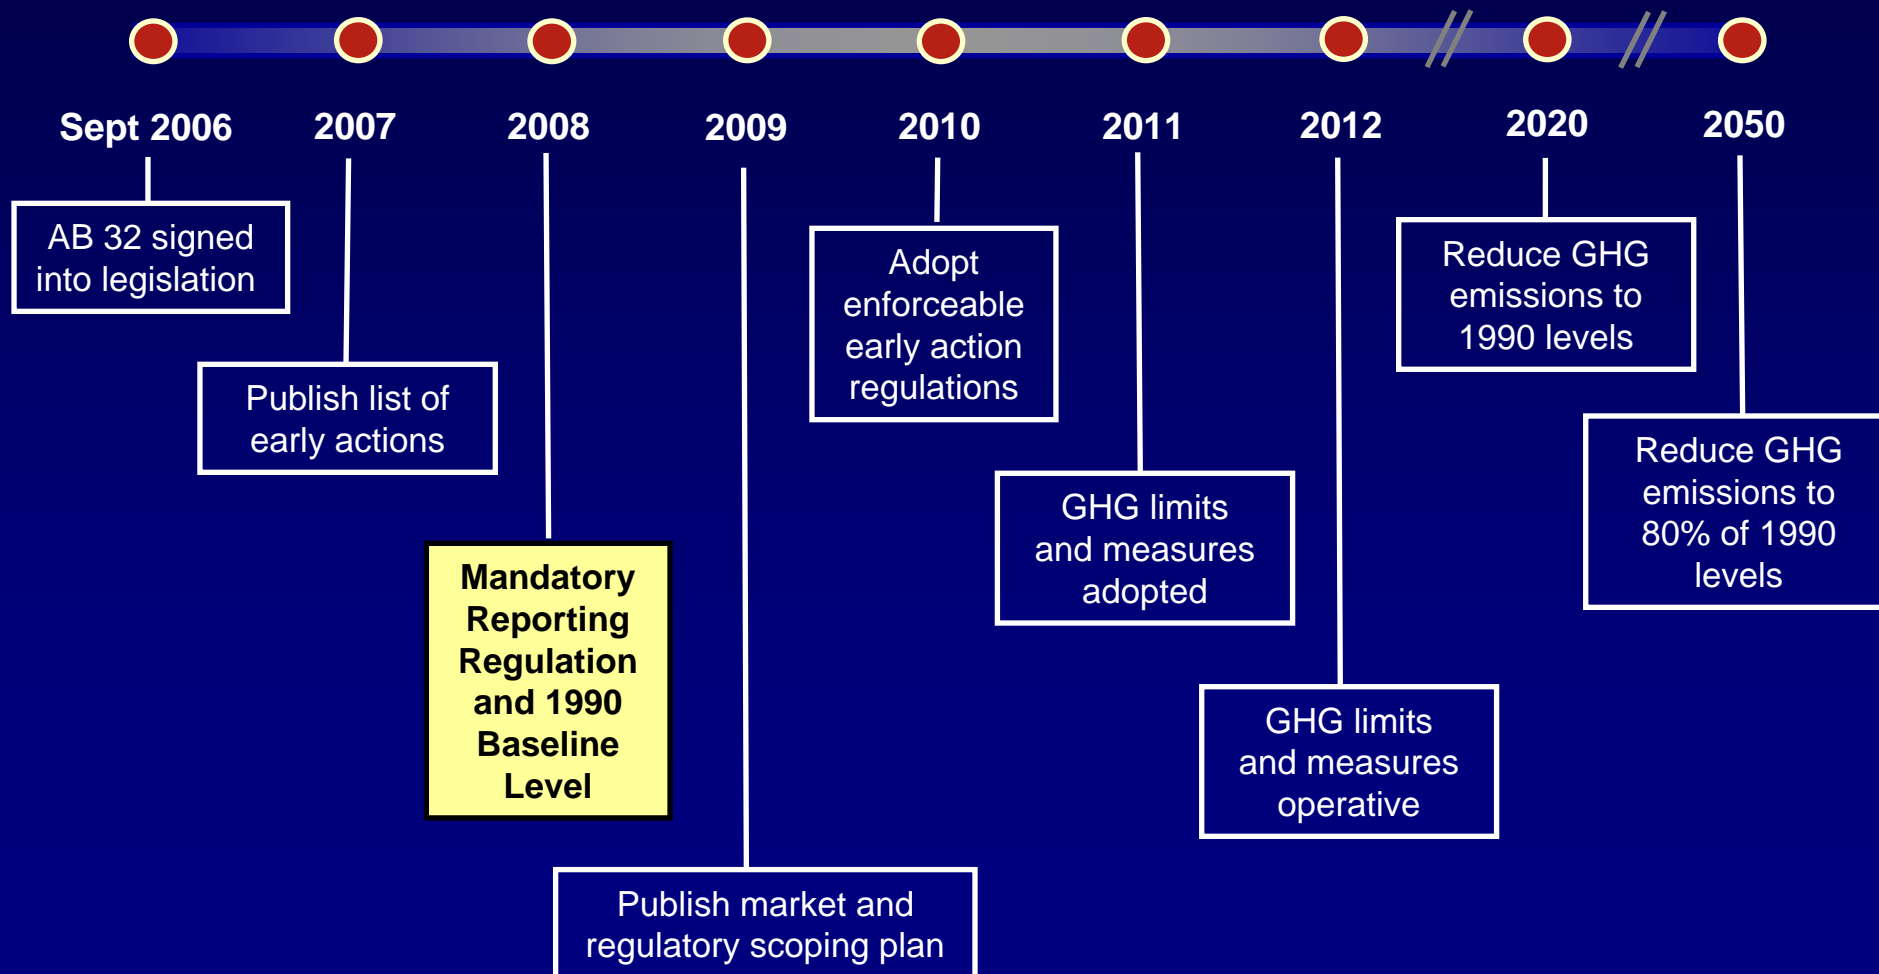 Sept 2006
2007
2008
2009
2010
2011
2012
2020
2050
AB 32 signed
into legislation
Publish list of
early actions
Mandatory
Reporting
Regulation
and 1990
Baseline
Level
Publish market and
regulatory scoping plan
Adopt
enforceable
early action
regulations
GHG limits
and measures
adopted
GHG limits
and measures
operative
Reduce GHG
emissions to
1990 levels
Reduce GHG
emissions to
80% of 1990
levels